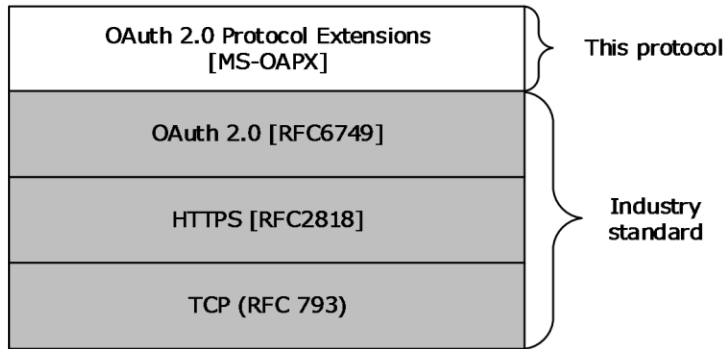 OAuth 2.0 Protocol Extensions
[MS-OAPX]
This protocol
OAuth 2.0 [RFC6749]
HTTPS [RFC2818]
Industry
standard
TCP (RFC 793)